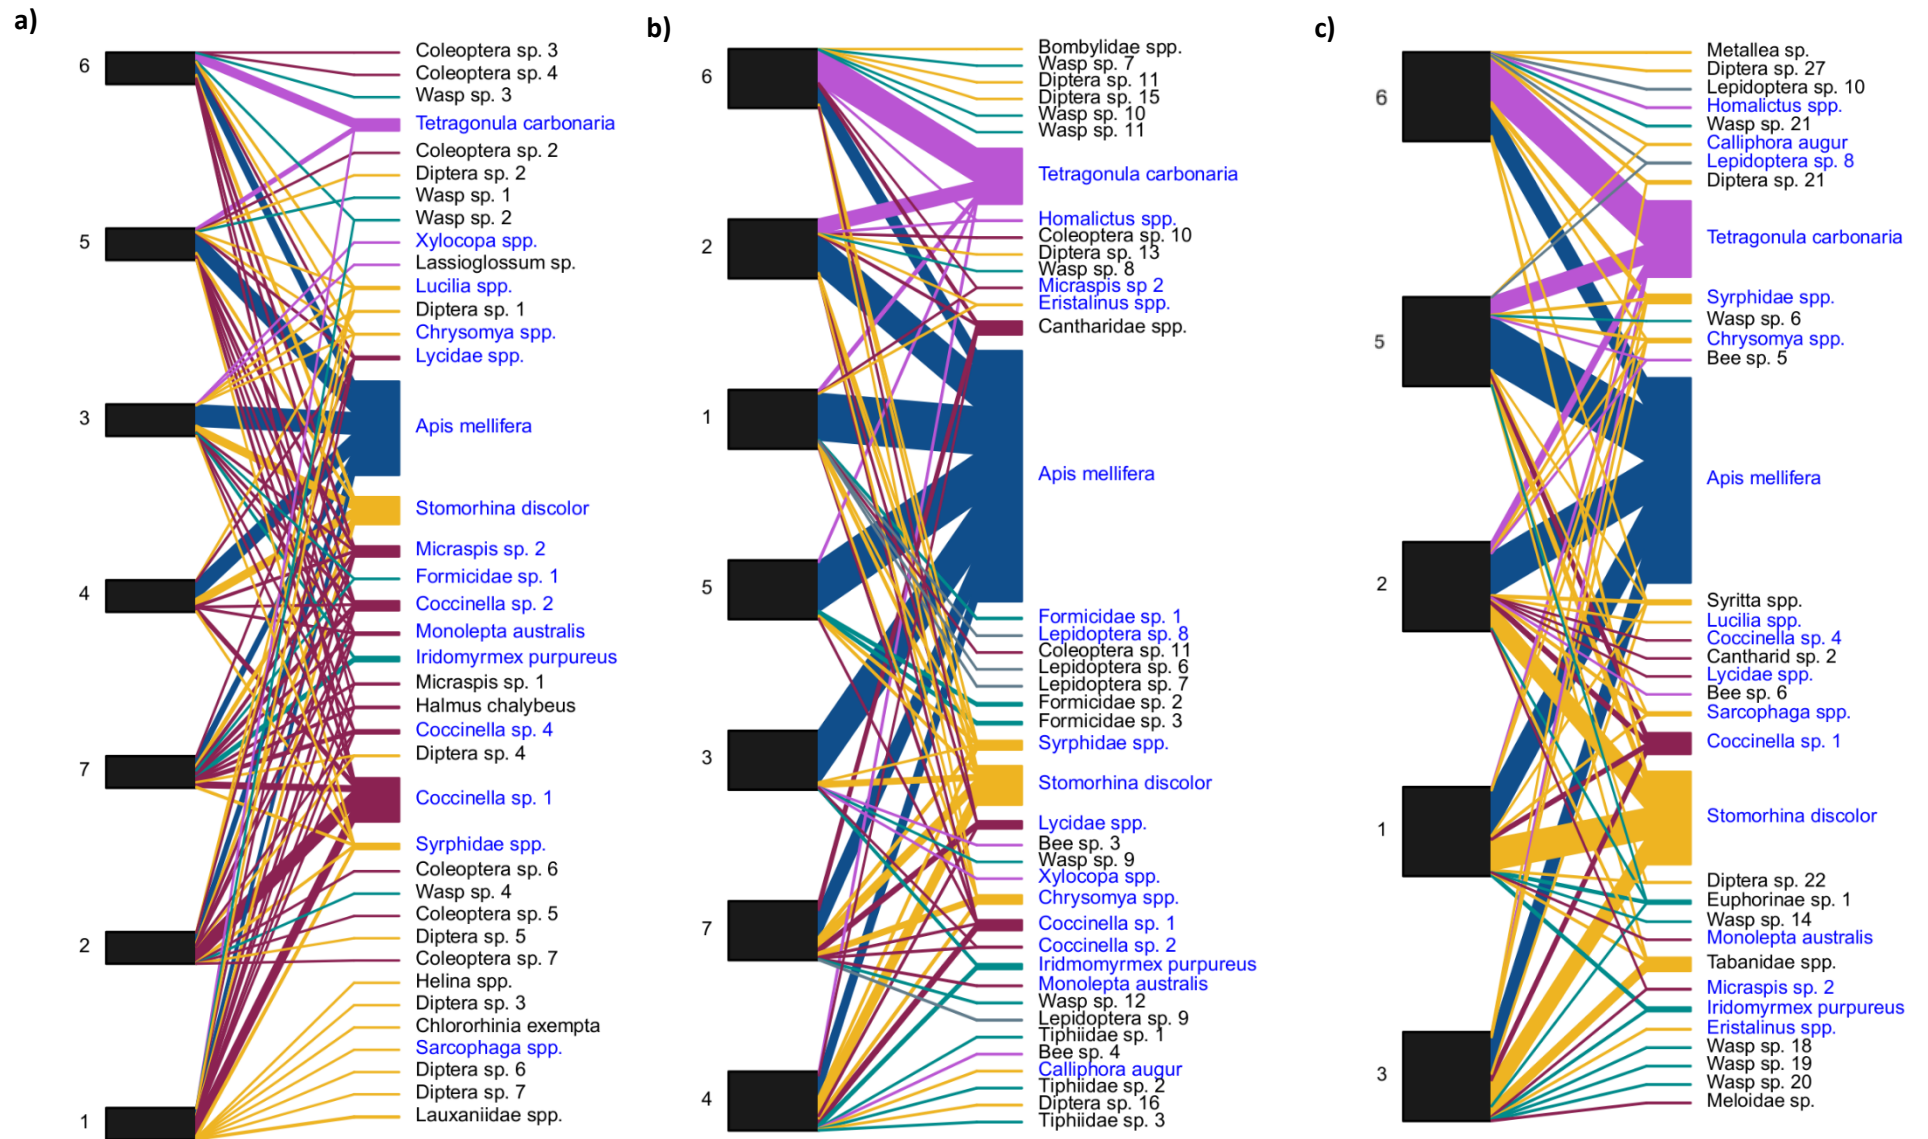 a)
6
5
3
4
7
2
1
Coleoptera sp. 3
Coleoptera sp. 4
Wasp sp. 3
Tetragonula carbonaria
Coleoptera sp. 2
Diptera sp. 2
Wasp sp. 1
Wasp sp. 2
Xylocopa spp.
Lassioglossum sp.
Lucilia spp.
Diptera sp. 1
Chrysomya spp.
Lycidae spp.
Apis mellifera
Stomorhina discolor
Micraspis sp. 2
Formicidae sp. 1
Coccinella sp. 2
Monolepta australis
Iridomyrmex purpureus
Micraspis sp. 1
Halmus chalybeus
Coccinella sp. 4
Diptera sp. 4
Coccinella sp. 1
Syrphidae spp.
Coleoptera sp. 6
Wasp sp. 4
Coleoptera sp. 5
Diptera sp. 5
Coleoptera sp. 7
Helina spp.
Diptera sp. 3
Chlororhinia exempta
Sarcophaga spp.
Diptera sp. 6
Diptera sp. 7
Lauxaniidae spp.
b)
6
2
1
5
3
7
4
Bombylidae spp.
Wasp sp. 7
Diptera sp. 11
Diptera sp. 15
Wasp sp. 10
Wasp sp. 11
Tetragonula carbonaria
Homalictus spp.
Coleoptera sp. 10
Diptera sp. 13
Wasp sp. 8
Micraspis sp 2
Eristalinus spp.
Cantharidae spp.
Apis mellifera
Formicidae sp. 1
Lepidoptera sp. 8
Coleoptera sp. 11
Lepidoptera sp. 6
Lepidoptera sp. 7
Formicidae sp. 2
Formicidae sp. 3
Syrphidae spp.
Stomorhina discolor
Lycidae spp.
Bee sp. 3
Wasp sp. 9
Xylocopa spp.
Chrysomya spp.
Coccinella sp. 1
Coccinella sp. 2
Iridmomyrmex purpureus
Monolepta australis
Wasp sp. 12
Lepidoptera sp. 9
Tiphiidae sp. 1
Bee sp. 4
Calliphora augur
Tiphiidae sp. 2
Diptera sp. 16
Tiphiidae sp. 3
c)
6
5
2
1
3
Metallea sp.
Diptera sp. 27
Lepidoptera sp. 10
Homalictus spp.
Wasp sp. 21
Calliphora augur
Lepidoptera sp. 8
Diptera sp. 21
Tetragonula carbonaria
Syrphidae spp.
Wasp sp. 6
Chrysomya spp.
Bee sp. 5
Apis mellifera
Syritta spp.
Lucilia spp.
Coccinella sp. 4
Cantharid sp. 2
Lycidae spp.
Bee sp. 6
Sarcophaga spp.
Coccinella sp. 1
Stomorhina discolor
Diptera sp. 22
Euphorinae sp. 1
Wasp sp. 14
Monolepta australis
Tabanidae spp.
Micraspis sp. 2
Iridomyrmex purpureus
Eristalinus spp.
Wasp sp. 18
Wasp sp. 19
Wasp sp. 20
Meloidae sp.